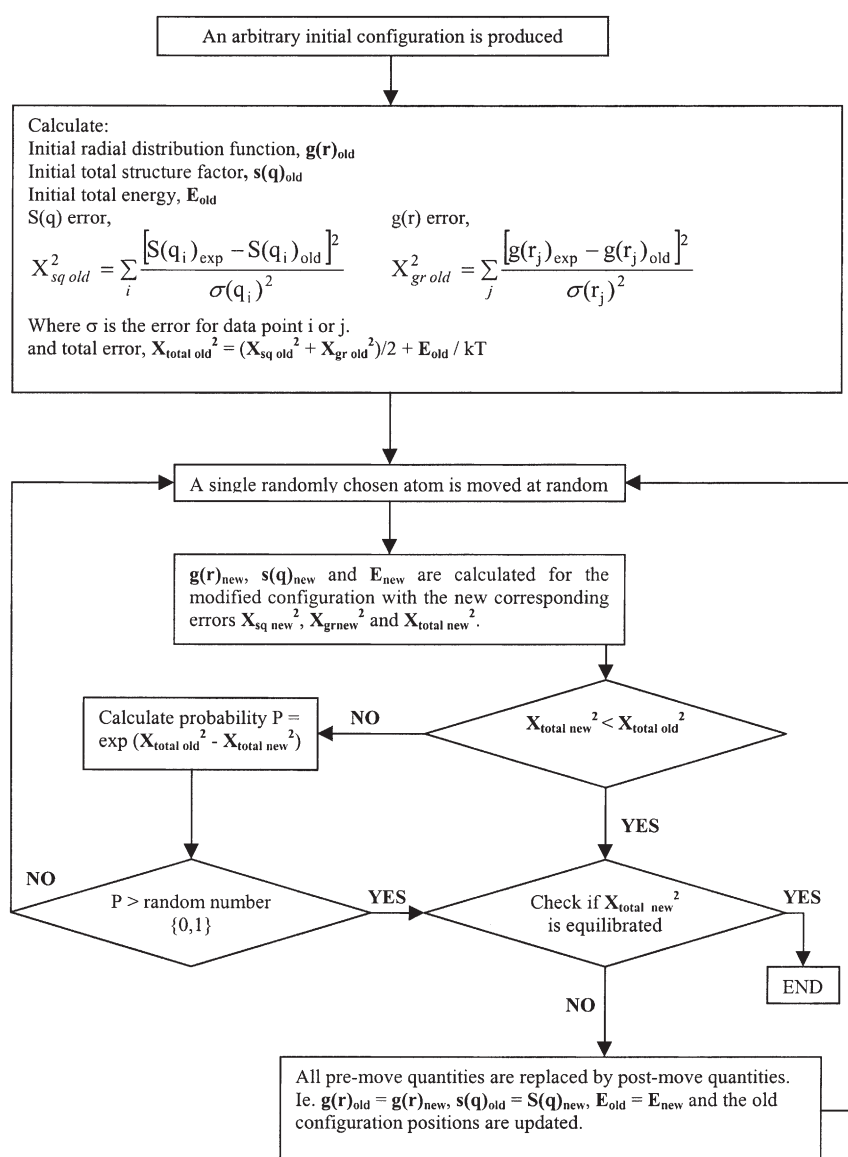 An arbitrary initial configuration is produced
Calculate:
Initial radial distribution function, g(r)old
Initial total structure factor, s(q)old
Initial total energy, Eold
S(q) error, g(r) error,
X²sq old = ∑i [S(qi)exp − S(qi)old]² / σ(qi)² X²gr old = ∑j [g(rj)exp − g(rj)old]² / σ(rj)²
Where σ is the error for data point i or j.
and total error, Xtotal old² = (Xsq old² + Xgr old²)/2 + Eold / kT
A single randomly chosen atom is moved at random
g(r)new, s(q)new and Enew are calculated for the
modified configuration with the new corresponding
errors Xsq new², Xgrnew² and Xtotal new².
Calculate probability P =
exp (Xtotal old² - Xtotal new²)
NO
Xtotal new² < Xtotal old²
YES
NO
P > random number
{0,1}
YES
Check if Xtotal new²
is equilibrated
YES
END
NO
All pre-move quantities are replaced by post-move quantities.
Ie. g(r)old = g(r)new, s(q)old = S(q)new, Eold = Enew and the old
configuration positions are updated.